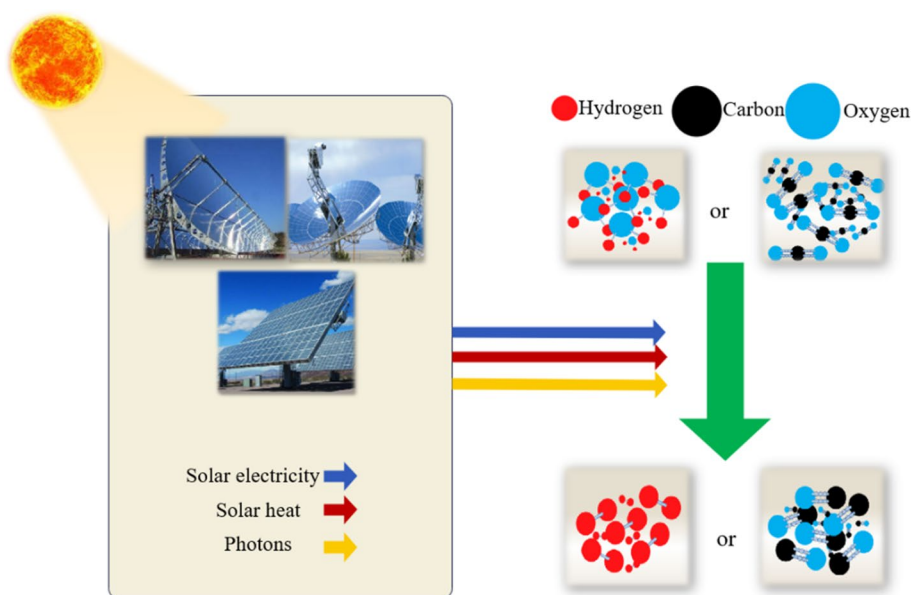 Hydrogen
Carbon
Oxygen
or
Solar electricity
Solar heat
Photons
or